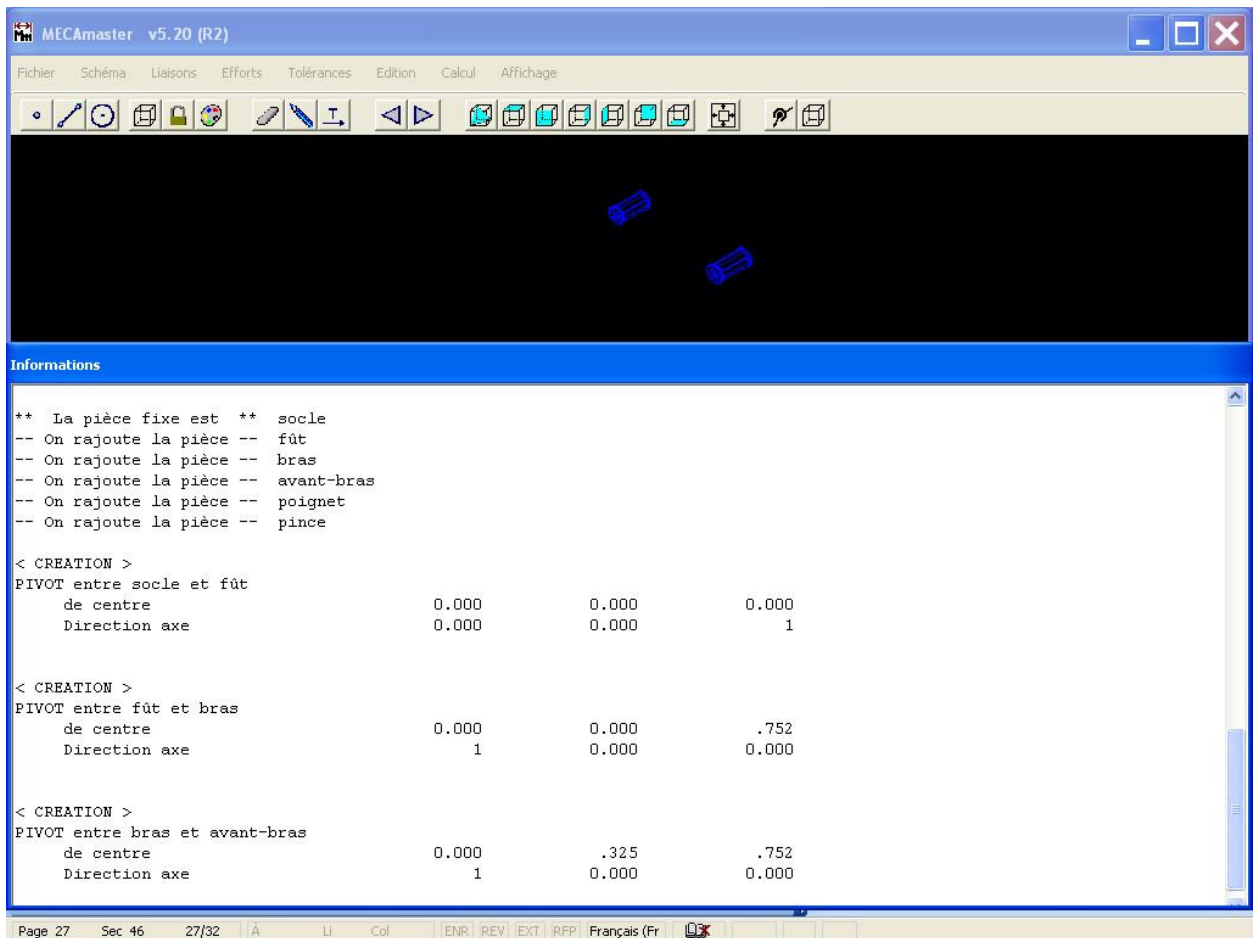 MECAmaster v5.20 (R2)
Fichier Schéma Liaisons Efforts Tolérances Edition Calcul Affichage
Informations
** La pièce fixe est ** socle
-- On rajoute la pièce -- fût
-- On rajoute la pièce -- bras
-- On rajoute la pièce -- avant-bras
-- On rajoute la pièce -- poignet
-- On rajoute la pièce -- pince
< CREATION >
PIVOT entre socle et fût
de centre 0.000 0.000 0.000
Direction axe 0.000 0.000 1
< CREATION >
PIVOT entre fût et bras
de centre 0.000 0.000 .752
Direction axe 1 0.000 0.000
< CREATION >
PIVOT entre bras et avant-bras
de centre 0.000 .325 .752
Direction axe 1 0.000 0.000
Page 27 Sec 46 27/32 À Li Col ENR REV EXT RFP Français (Fr